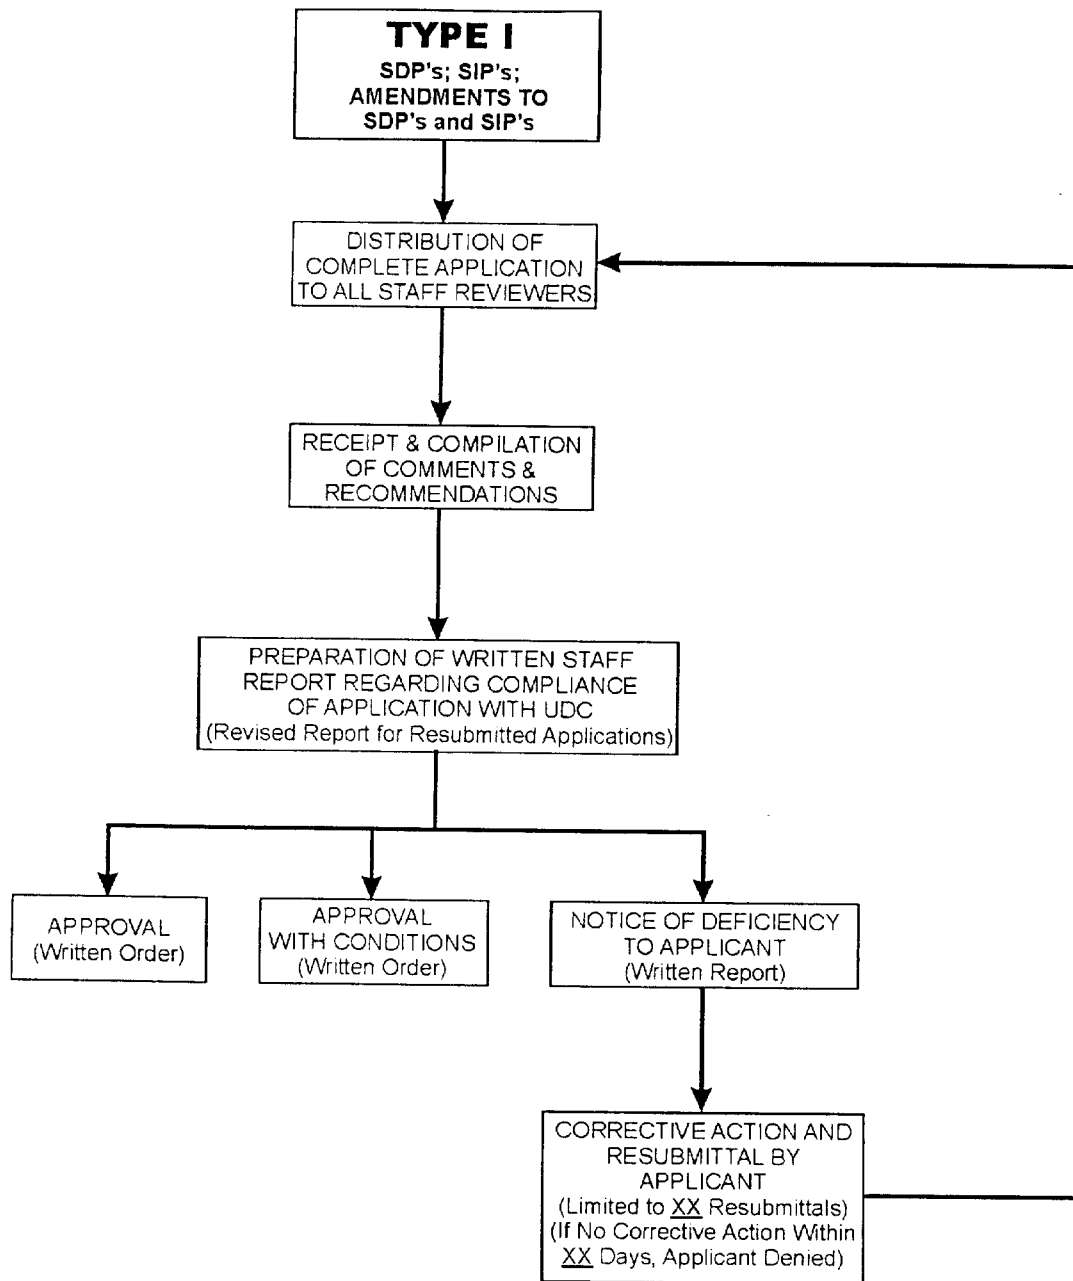 TYPE I
SDP's; SIP's;
AMENDMENTS TO
SDP's and SIP's
DISTRIBUTION OF
COMPLETE APPLICATION
TO ALL STAFF REVIEWERS
RECEIPT & COMPILATION
OF COMMENTS &
RECOMMENDATIONS
PREPARATION OF WRITTEN STAFF
REPORT REGARDING COMPLIANCE
OF APPLICATION WITH UDC
(Revised Report for Resubmitted Applications)
APPROVAL
(Written Order)
APPROVAL
WITH CONDITIONS
(Written Order)
NOTICE OF DEFICIENCY
TO APPLICANT
(Written Report)
CORRECTIVE ACTION AND
RESUBMITTAL BY
APPLICANT
(Limited to XX Resubmittals)
(If No Corrective Action Within
XX Days, Applicant Denied)